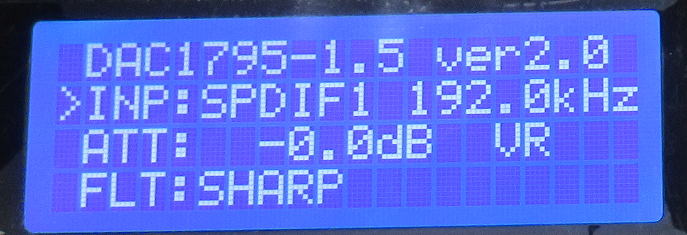 DAC1795-1.5 ver2.0
>INP:SPDIF1 192.0kHz
ATT: -0.0dB VR
FLT:SHARP